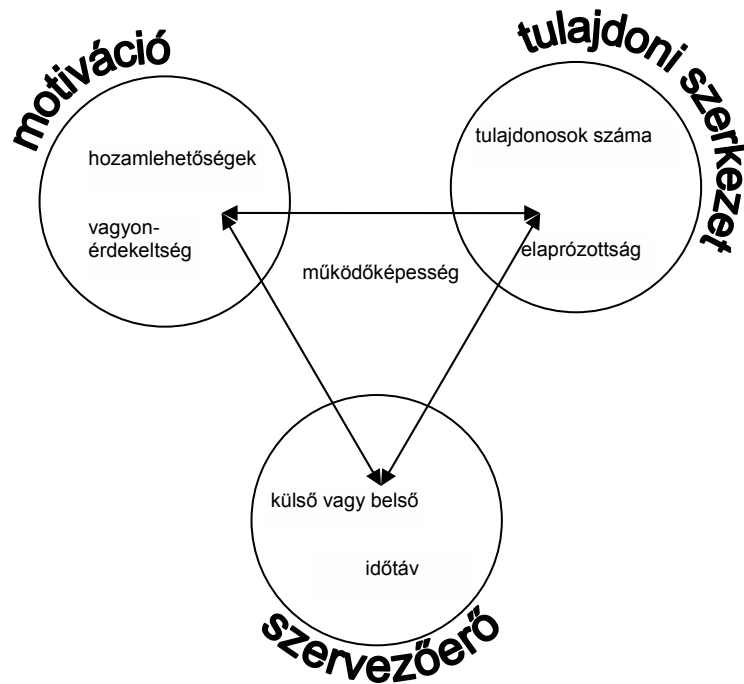 motiváció
hozamlehetőségek
vagyon-
érdekeltség
tulajdoni szerkezet
tulajdonosok száma
elaprózottság
működőképesség
külső vagy belső
időtáv
szervezőerő